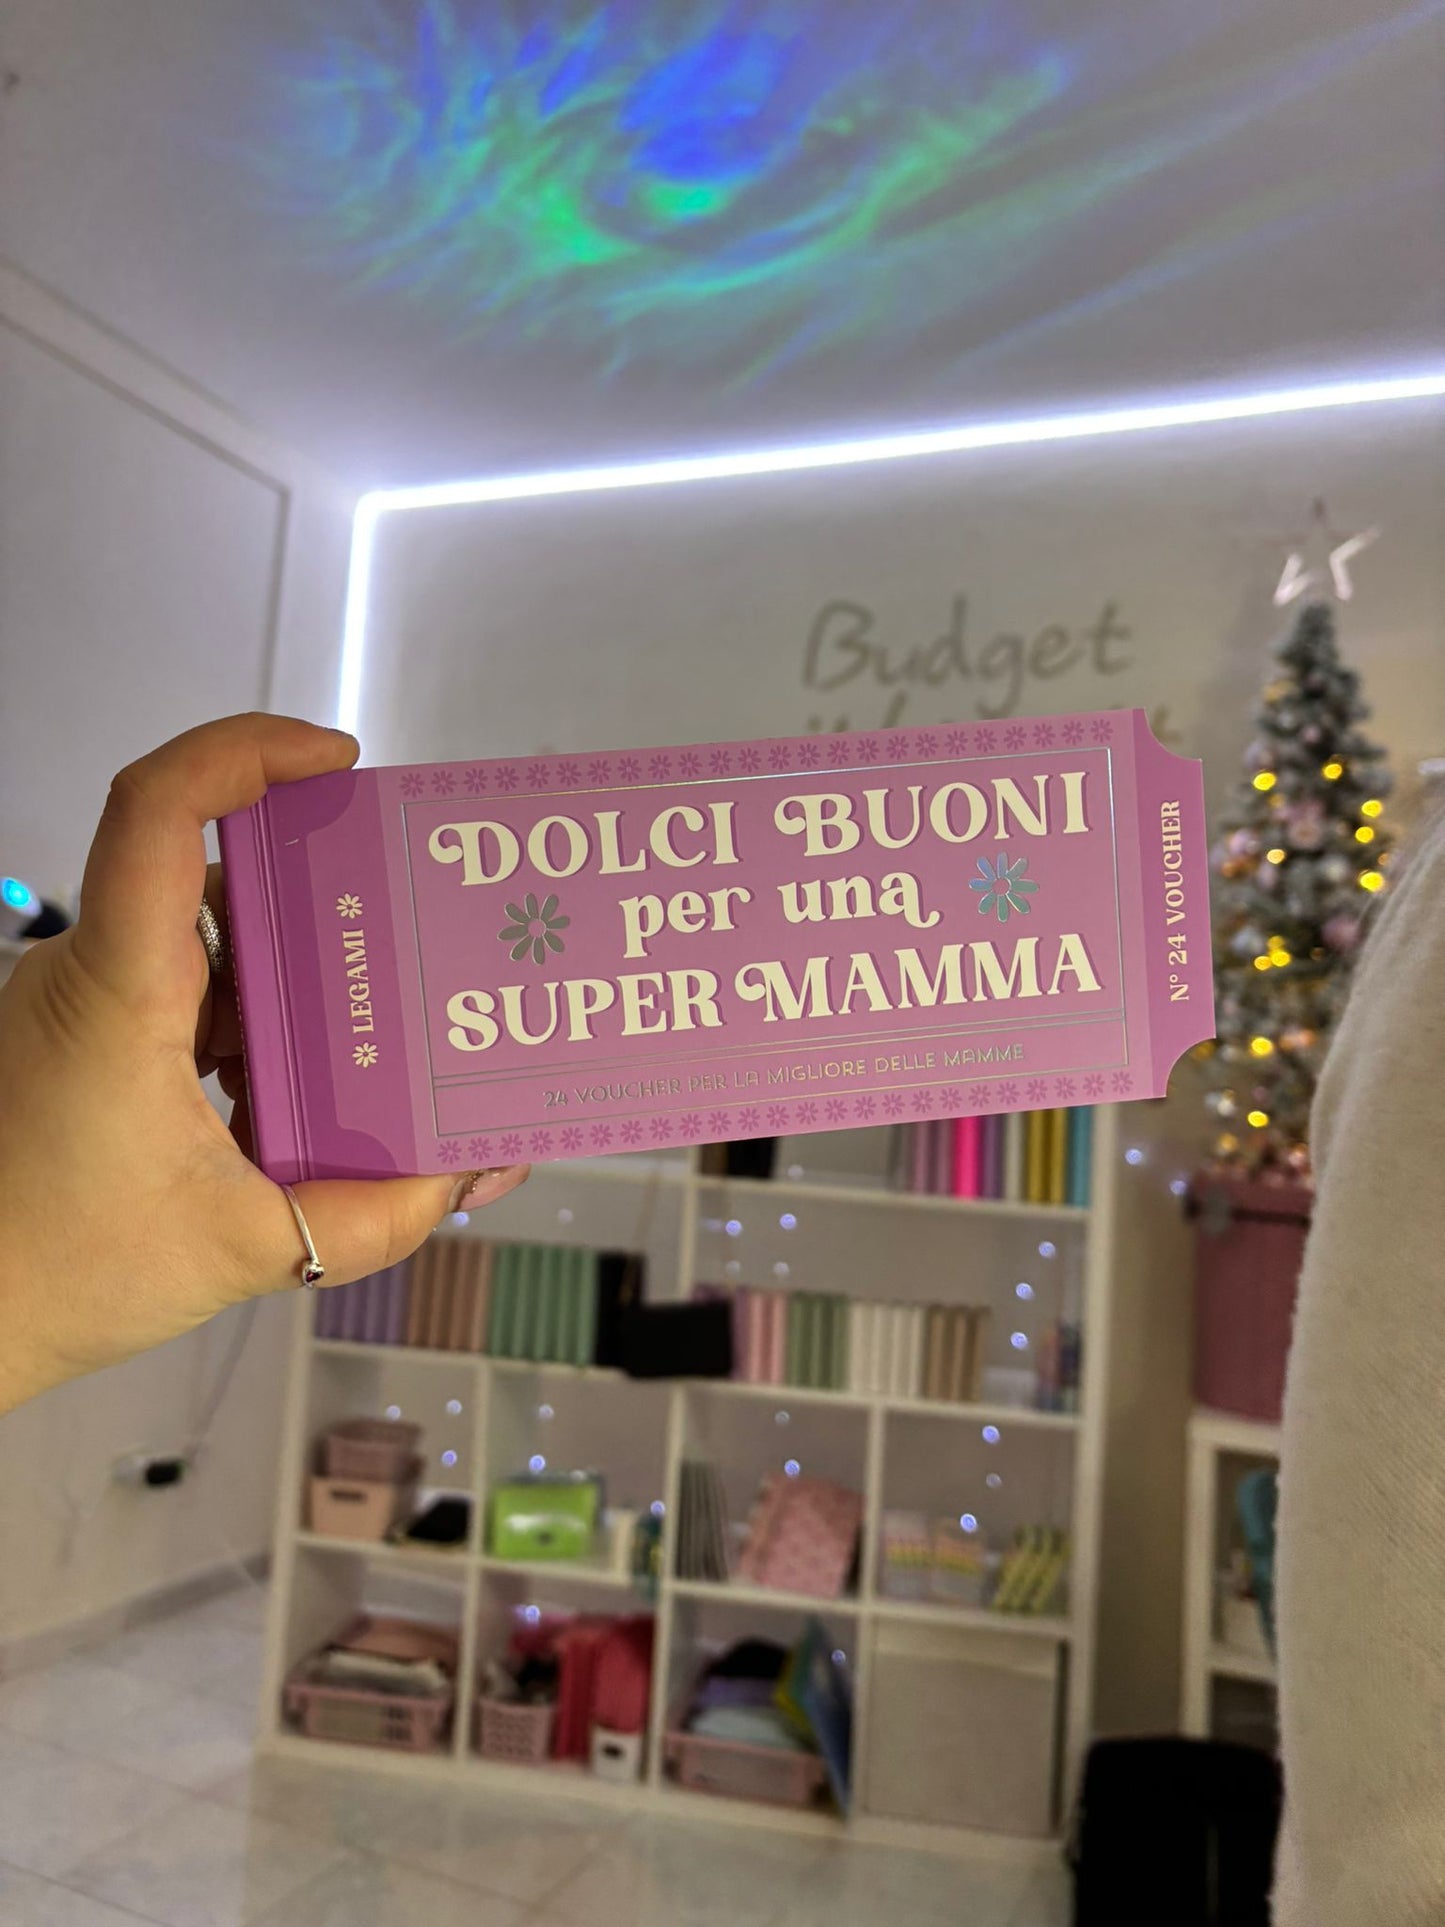 Budget
DOLCI BUONI
per una
SUPER MAMMA
24 VOUCHER PER LA MIGLIORE DELLE MAMME
LEGAMI
N° 24 VOUCHER